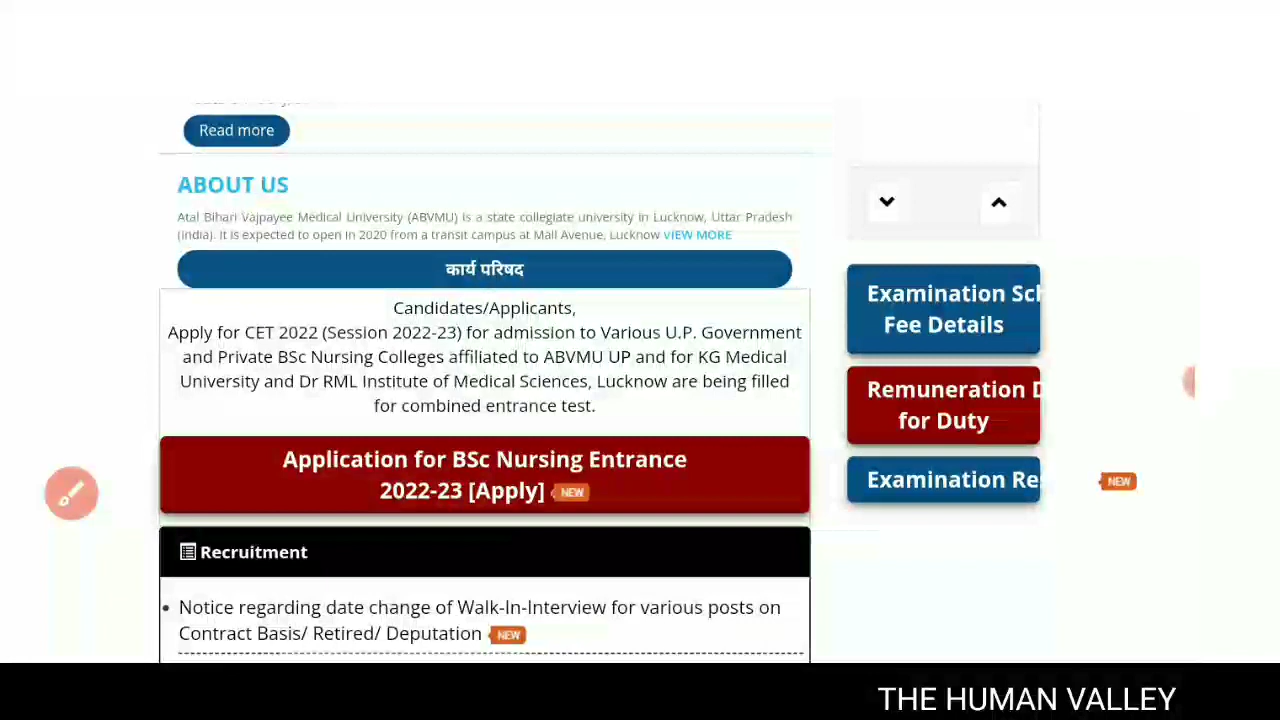 Read more
ABOUT US
Atal Bihari Vajpayee Medical University (ABVMU) is a state collegiate university in Lucknow, Uttar Pradesh
(India). It is expected to open in 2020 from a transit campus at Mall Avenue, Lucknow VIEW MORE
कार्य परिषद
Candidates/Applicants,
Apply for CET 2022 (Session 2022-23) for admission to Various U.P. Government
and Private BSc Nursing Colleges affiliated to ABVMU UP and for KG Medical
University and Dr RML Institute of Medical Sciences, Lucknow are being filled
for combined entrance test.
Application for BSc Nursing Entrance
2022-23 [Apply] NEW
Recruitment
• Notice regarding date change of Walk-In-Interview for various posts on
Contract Basis/ Retired/ Deputation NEW
Examination Sch
Fee Details
Remuneration D
for Duty
Examination Re
NEW
THE HUMAN VALLEY